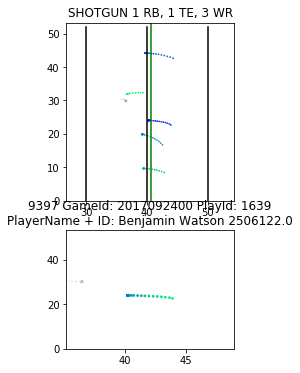 SHOTGUN 1 RB, 1 TE, 3 WR
50
40
30
20
10
0
30 40 50
9397 GameId: 2017092400 PlayId: 1639
PlayerName + ID: Benjamin Watson 2506122.0
40
20
0
40 45